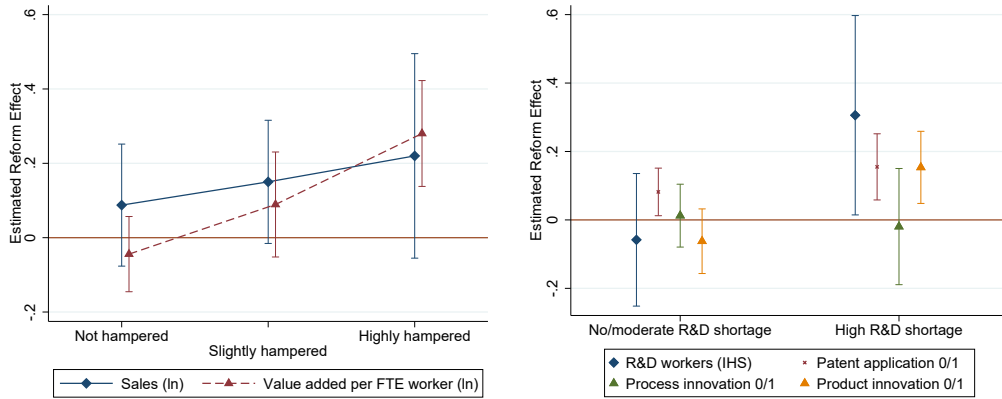 Estimated Reform Effect
.6
.4
.2
0
-.2
Not hampered
Slightly hampered
Highly hampered
Sales (ln)
Value added per FTE worker (ln)
Estimated Reform Effect
.6
.4
.2
0
-.2
No/moderate R&D shortage
High R&D shortage
R&D workers (IHS)
Patent application 0/1
Process innovation 0/1
Product innovation 0/1